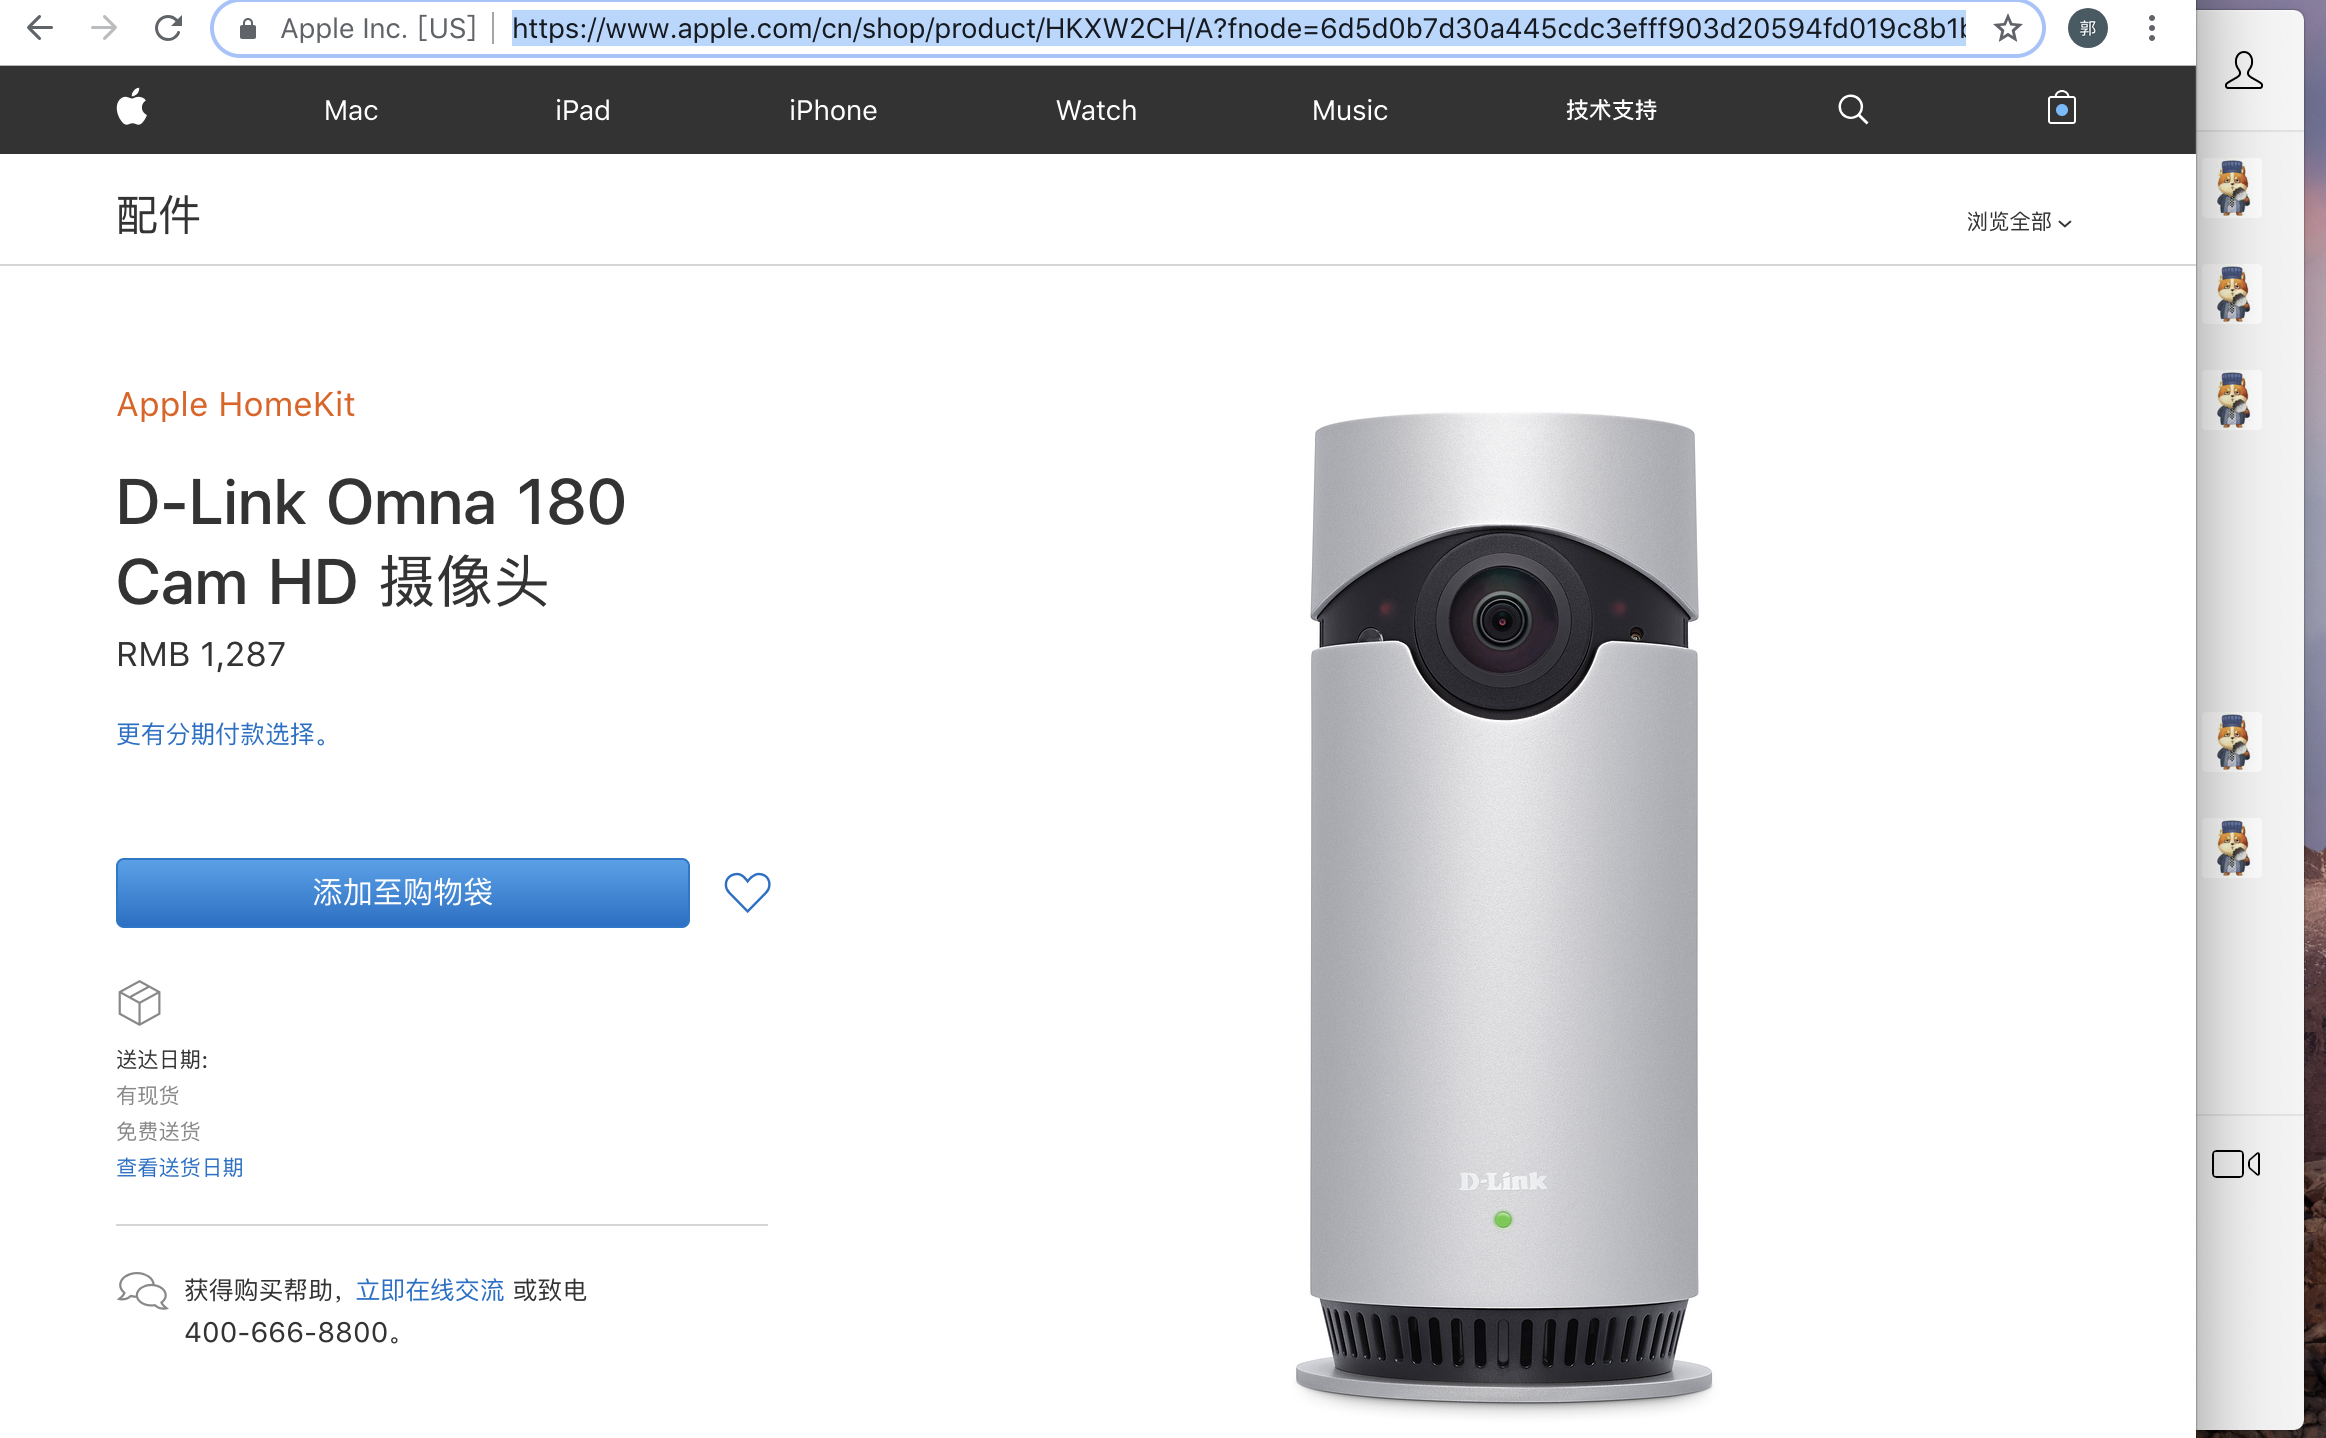 Apple Inc. [US] https://www.apple.com/cn/shop/product/HKXW2CH/A?fnode=6d5d0b7d30a445cdc3efff903d20594fd019c8b1b 郭
Mac iPad iPhone Watch Music 技术支持
配件
浏览全部
Apple HomeKit
D-Link Omna 180
Cam HD 摄像头
RMB 1,287
更有分期付款选择。
添加至购物袋
送达日期:
有现货
免费送货
查看送货日期
获得购买帮助，立即在线交流 或致电
400-666-8800。
D-Link